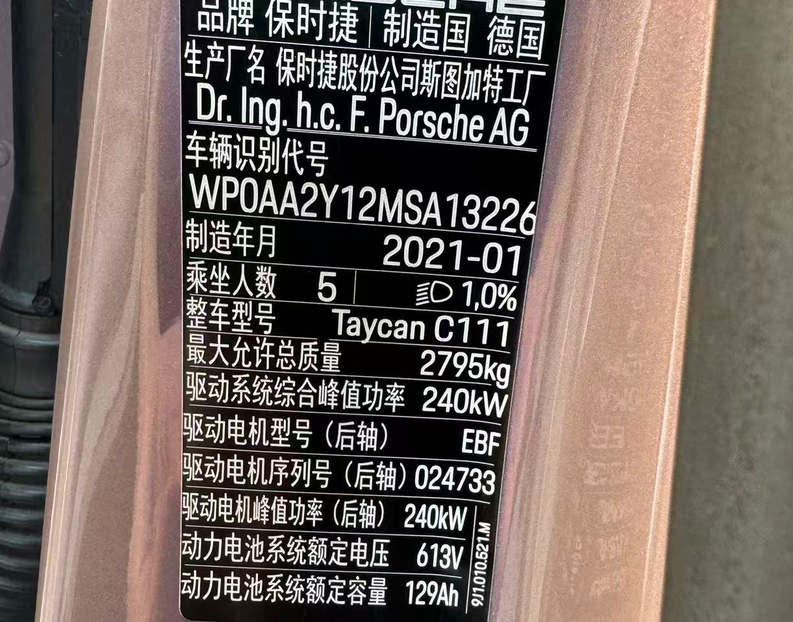 品牌 保时捷 制造国 德国
生产厂名 保时捷股份公司斯图加特工厂
Dr. Ing. h.c. F. Porsche AG
车辆识别代号
WP0AA2Y12MSA13226
制造年月 2021-01
乘坐人数 5 1,0%
整车型号 Taycan C111
最大允许总质量 2795kg
驱动系统综合峰值功率 240kW
驱动电机型号（后轴） EBF
驱动电机序列号（后轴）024733
驱动电机峰值功率（后轴） 240kW
动力电池系统额定电压 613V
动力电池系统额定容量 129Ah
9J1.010.621.M